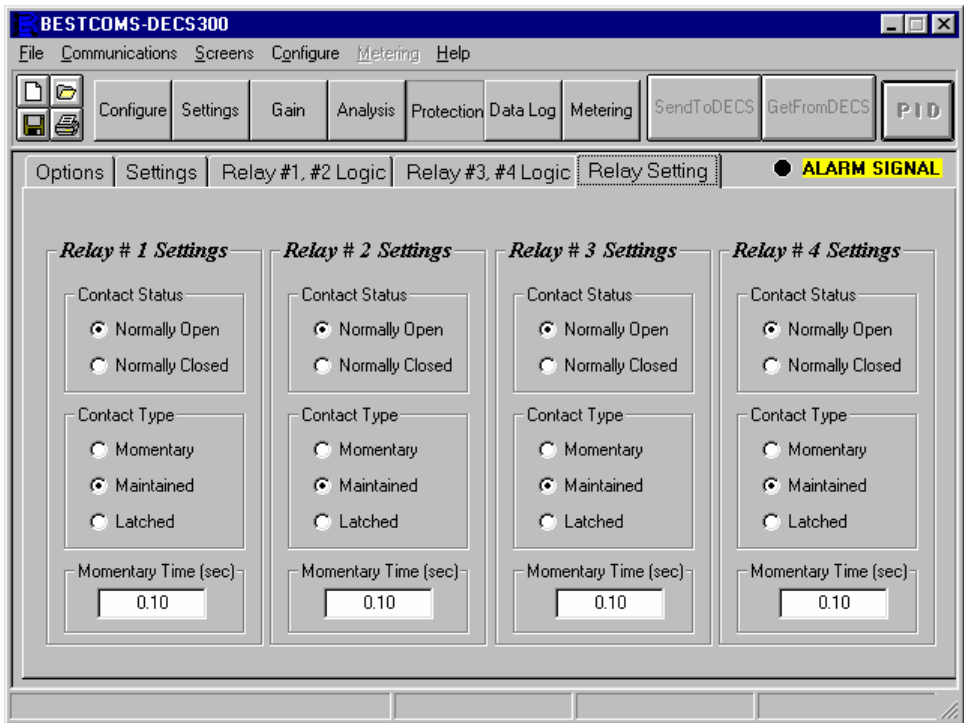 BESTCOMS-DECS300
File Communications Screens Configure Metering Help
Configure Settings Gain Analysis Protection Data Log Metering SendToDECS GetFromDECS PID
Options Settings Relay #1, #2 Logic Relay #3, #4 Logic Relay Setting ALARM SIGNAL
Relay # 1 Settings Relay # 2 Settings Relay # 3 Settings Relay # 4 Settings
Contact Status Contact Status Contact Status Contact Status
Normally Open Normally Open Normally Open Normally Open
Normally Closed Normally Closed Normally Closed Normally Closed
Contact Type Contact Type Contact Type Contact Type
Momentary Momentary Momentary Momentary
Maintained Maintained Maintained Maintained
Latched Latched Latched Latched
Momentary Time (sec) Momentary Time (sec) Momentary Time (sec) Momentary Time (sec)
0.10 0.10 0.10 0.10